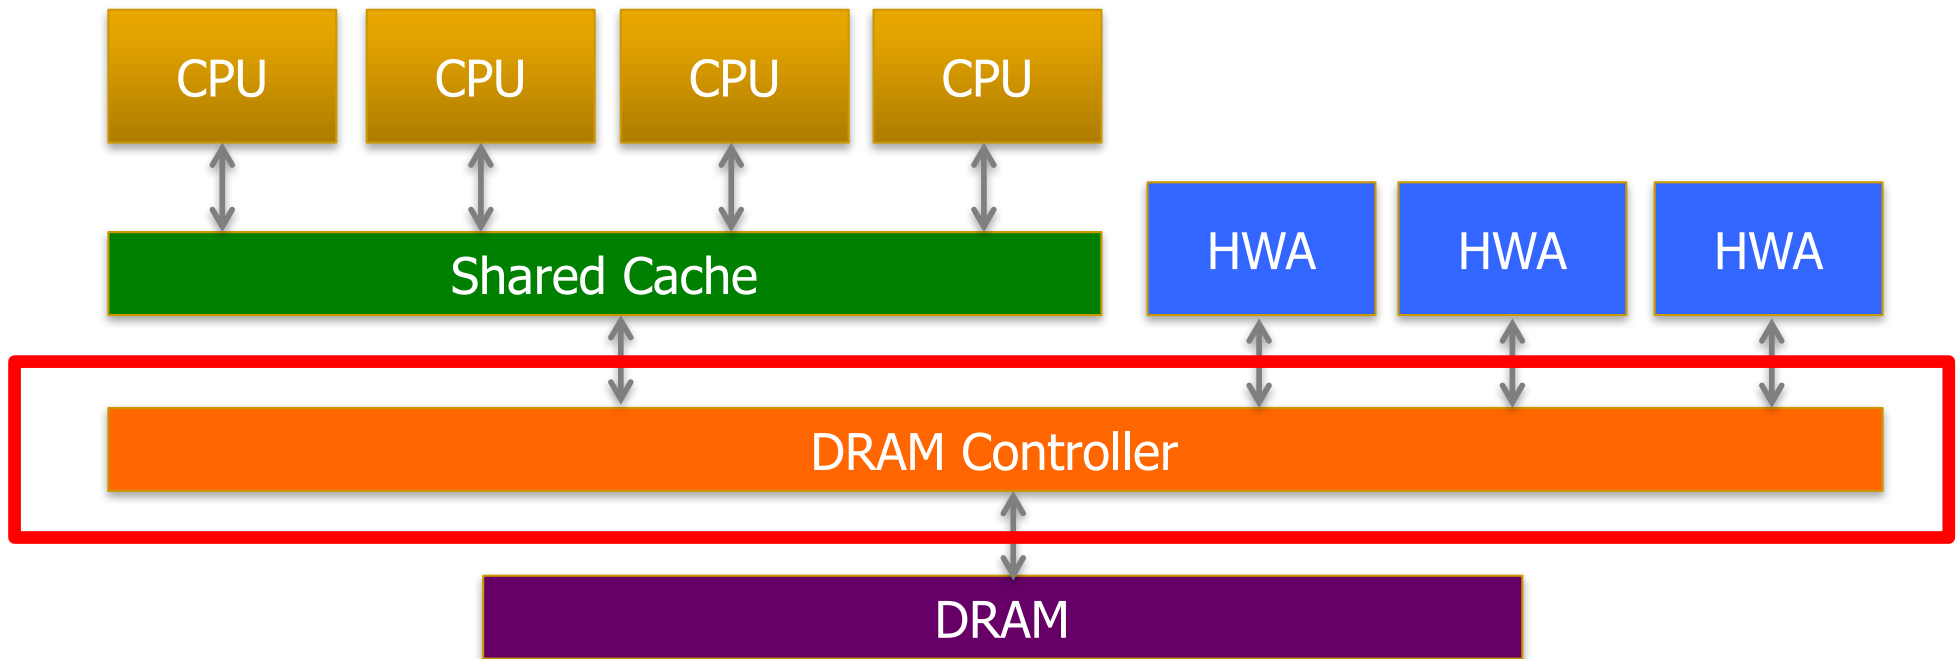 CPU
CPU
CPU
CPU
HWA
HWA
HWA
Shared Cache
DRAM Controller
DRAM